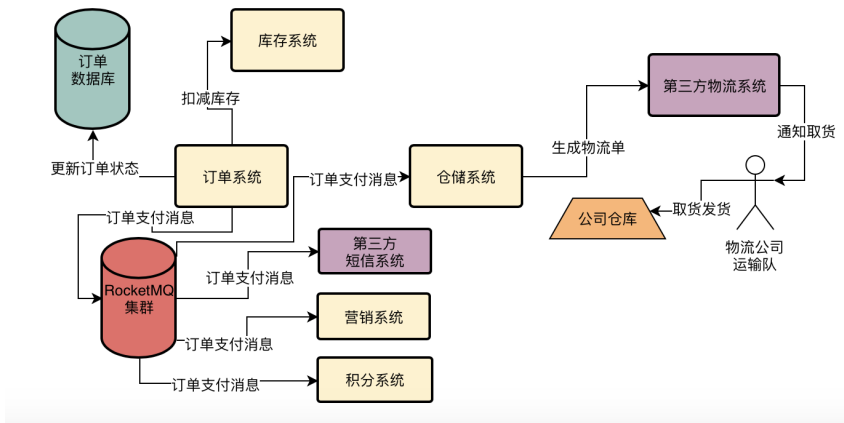 订单
数据库
库存系统
扣减库存
第三方物流系统
通知取货
生成物流单
更新订单状态
订单系统
订单支付消息
仓储系统
订单支付消息
取货发货
公司仓库
物流公司
运输队
第三方
短信系统
订单支付消息
RocketMQ
集群
营销系统
订单支付消息
积分系统
订单支付消息